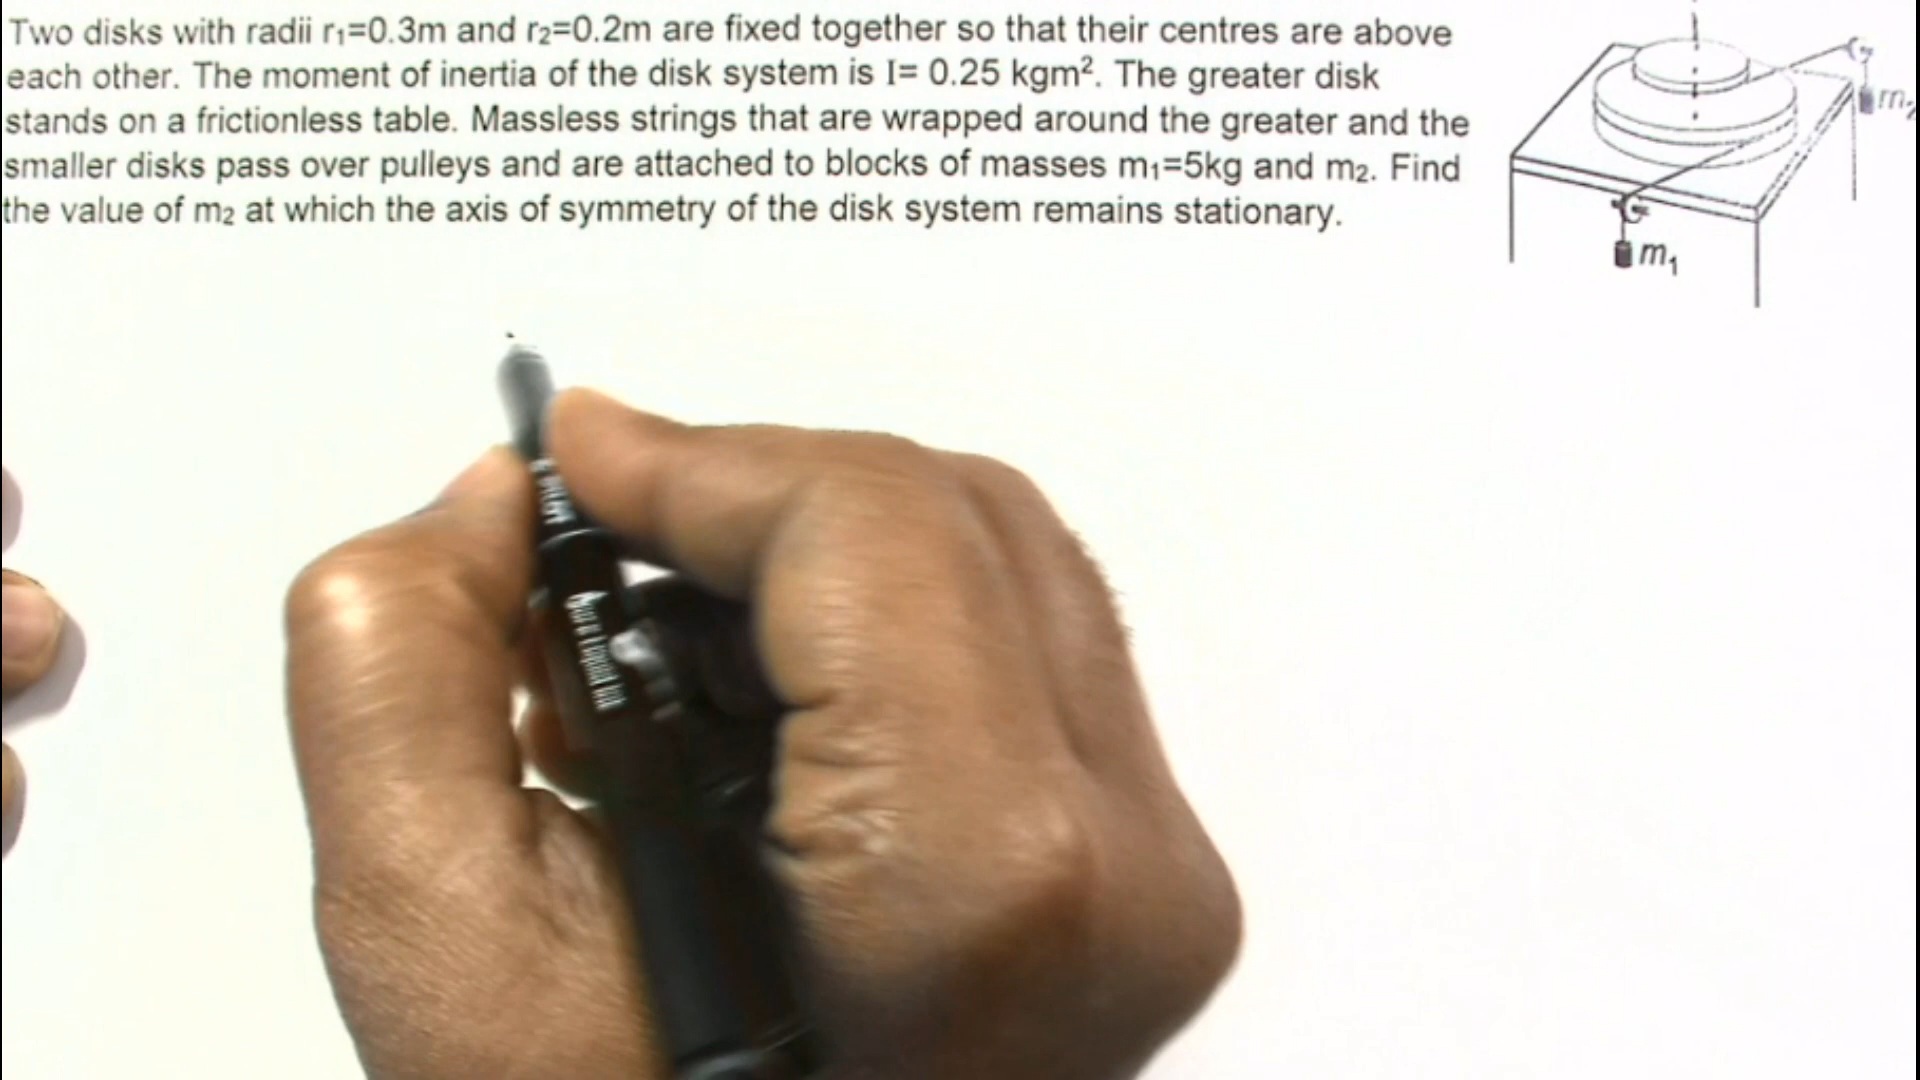 Two disks with radii r₁=0.3m and r₂=0.2m are fixed together so that their centres are above
each other. The moment of inertia of the disk system is I= 0.25 kgm². The greater disk
stands on a frictionless table. Massless strings that are wrapped around the greater and the
smaller disks pass over pulleys and are attached to blocks of masses m₁=5kg and m₂. Find
the value of m₂ at which the axis of symmetry of the disk system remains stationary.
m₁